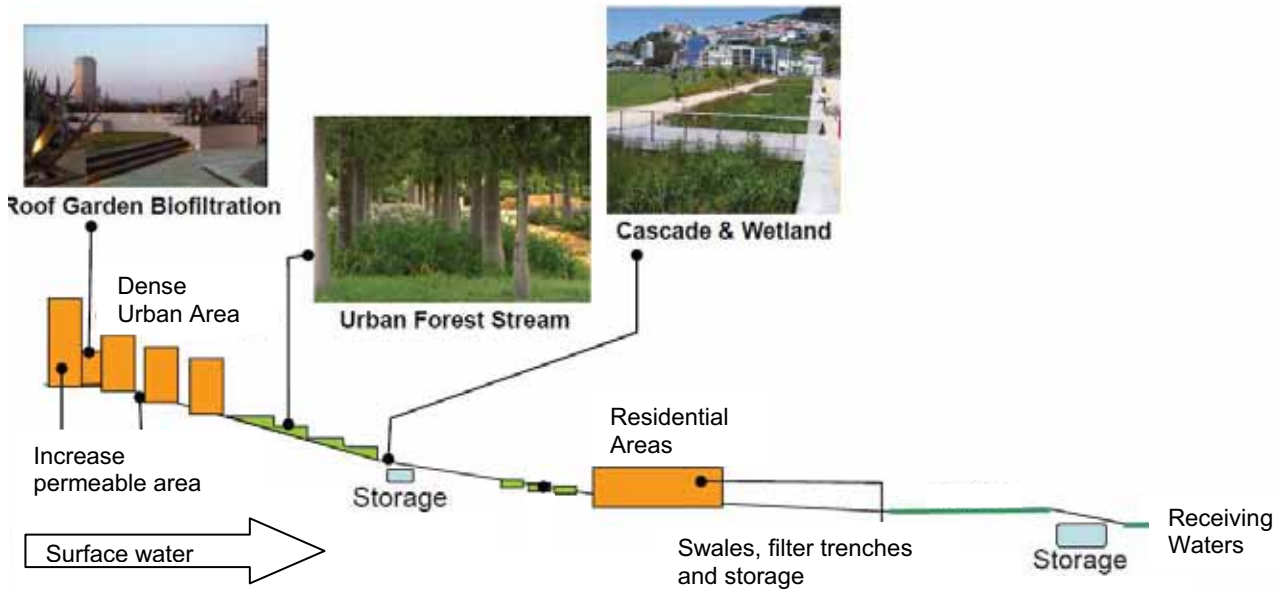 Roof Garden Biofiltration
Cascade & Wetland
Dense
Urban Area
Urban Forest Stream
Residential
Areas
Increase
permeable area
Storage
Surface water
Swales, filter trenches
and storage
Storage
Receiving
Waters